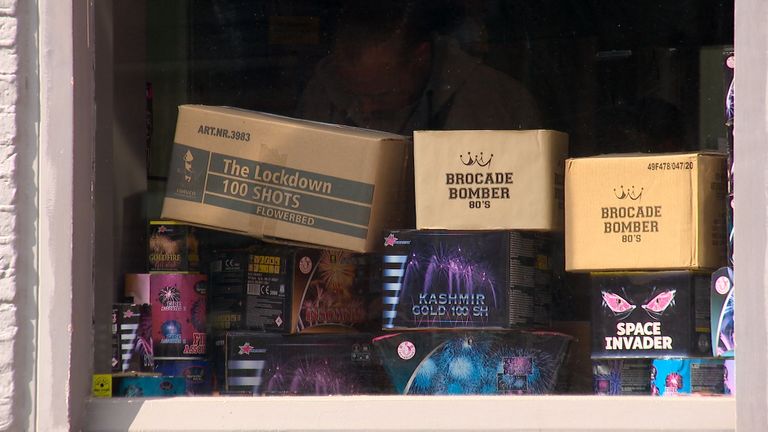 ART.NR.3983
The Lockdown
100 SHOTS
FLOWERBED
BROCADE
BOMBER
80'S
49F478/047/20
BROCADE
BOMBER
80'S
GOLDFIRE
KASHMIR
GOLD 100 SH
SPACE
INVADER